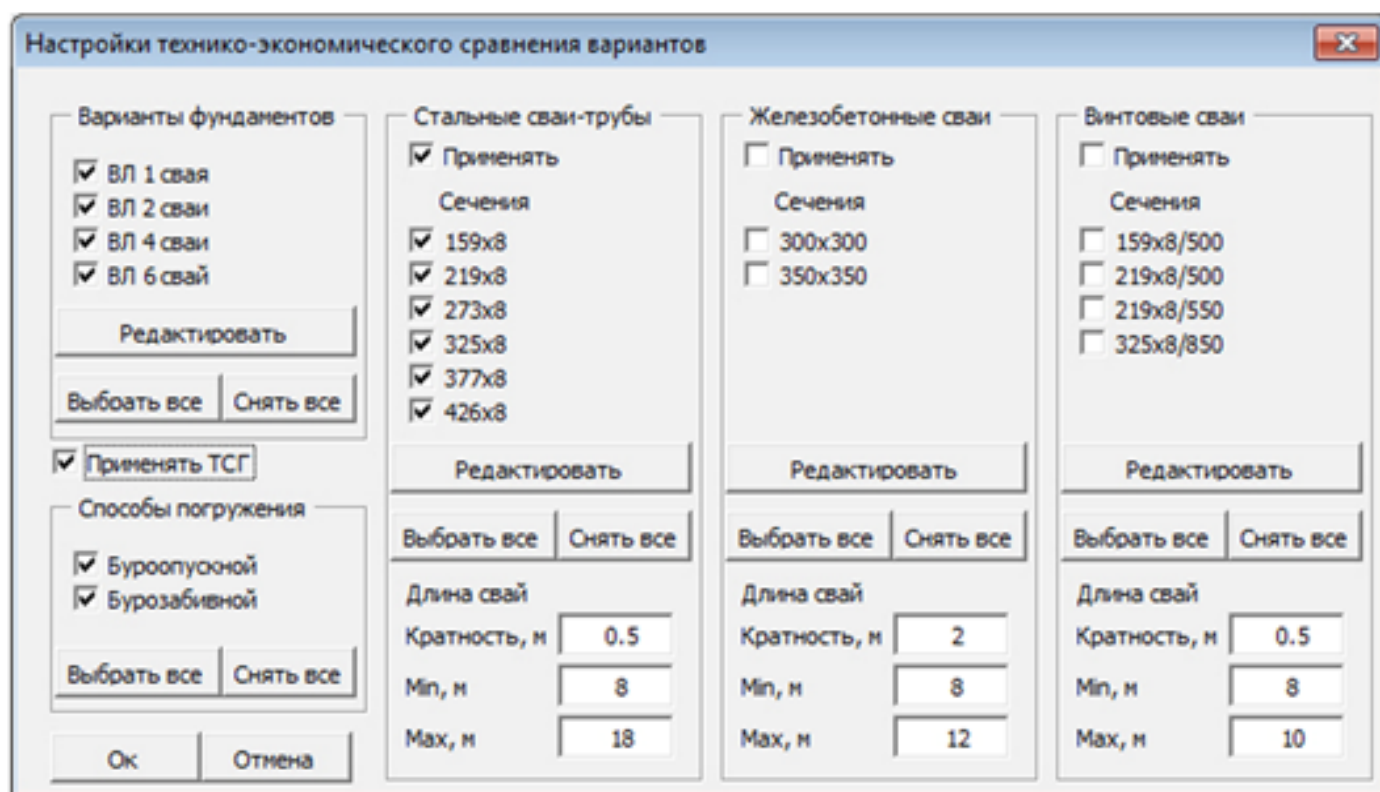 Настройки технико-экономического сравнения вариантов
Варианты фундаментов
ВЛ 1 свая
ВЛ 2 сваи
ВЛ 4 сваи
ВЛ 6 свай
Редактировать
Выбрать все
Снять все
Применять ТСГ
Способы погружения
Буроопускной
Бурозабивной
Выбрать все
Снять все
Ок
Отмена
Стальные сваи-трубы
Применять
Сечения
159x8
219x8
273x8
325x8
377x8
426x8
Редактировать
Выбрать все
Снять все
Длина свай
Кратность, м 0.5
Min, м 8
Max, м 18
Железобетонные сваи
Применять
Сечения
300x300
350x350
Редактировать
Выбрать все
Снять все
Длина свай
Кратность, м 2
Min, м 8
Max, м 12
Винтовые сваи
Применять
Сечения
159x8/500
219x8/500
219x8/550
325x8/850
Редактировать
Выбрать все
Снять все
Длина свай
Кратность, м 0.5
Min, м 8
Max, м 10